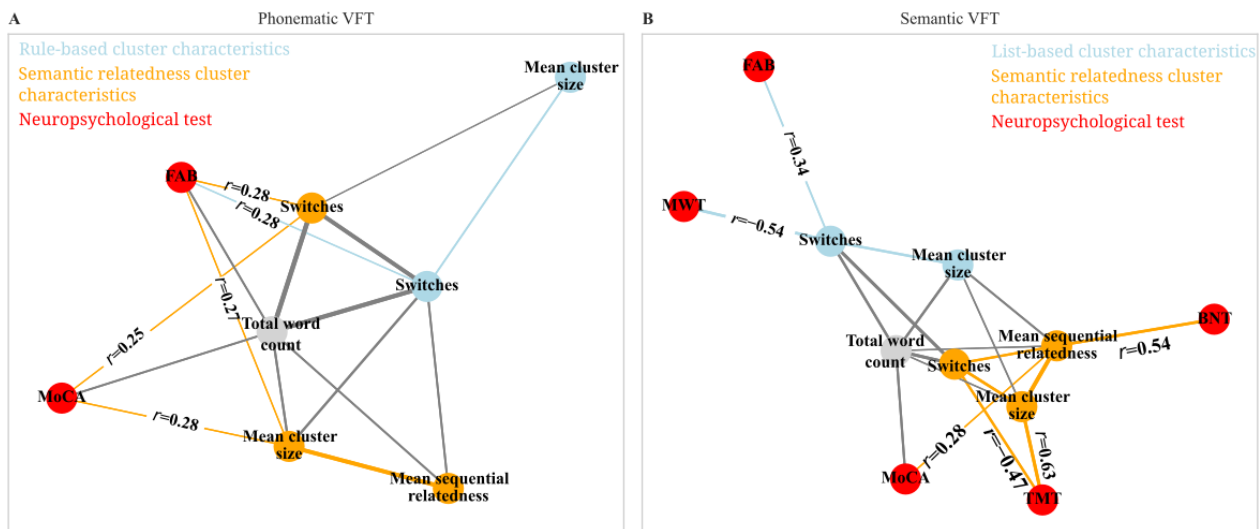 A
Phonematic VFT
Rule-based cluster characteristics
Semantic relatedness cluster
characteristics
Neuropsychological test
Mean cluster
size
FAB
r=0.28
r=0.28
Switches
Switches
r=0.27
Total word
count
r=0.25
MoCA
r=0.28
Mean cluster
size
Mean sequential
relatedness
B
Semantic VFT
List-based cluster characteristics
Semantic relatedness cluster
characteristics
Neuropsychological test
FAB
r=0.34
MWT
r=−0.54
Switches
Mean cluster
size
BNT
Mean sequential
relatedness
r=0.54
Total word
count
Switches
Mean cluster
size
r=0.28
r=−0.47
r=0.63
MoCA
TMT